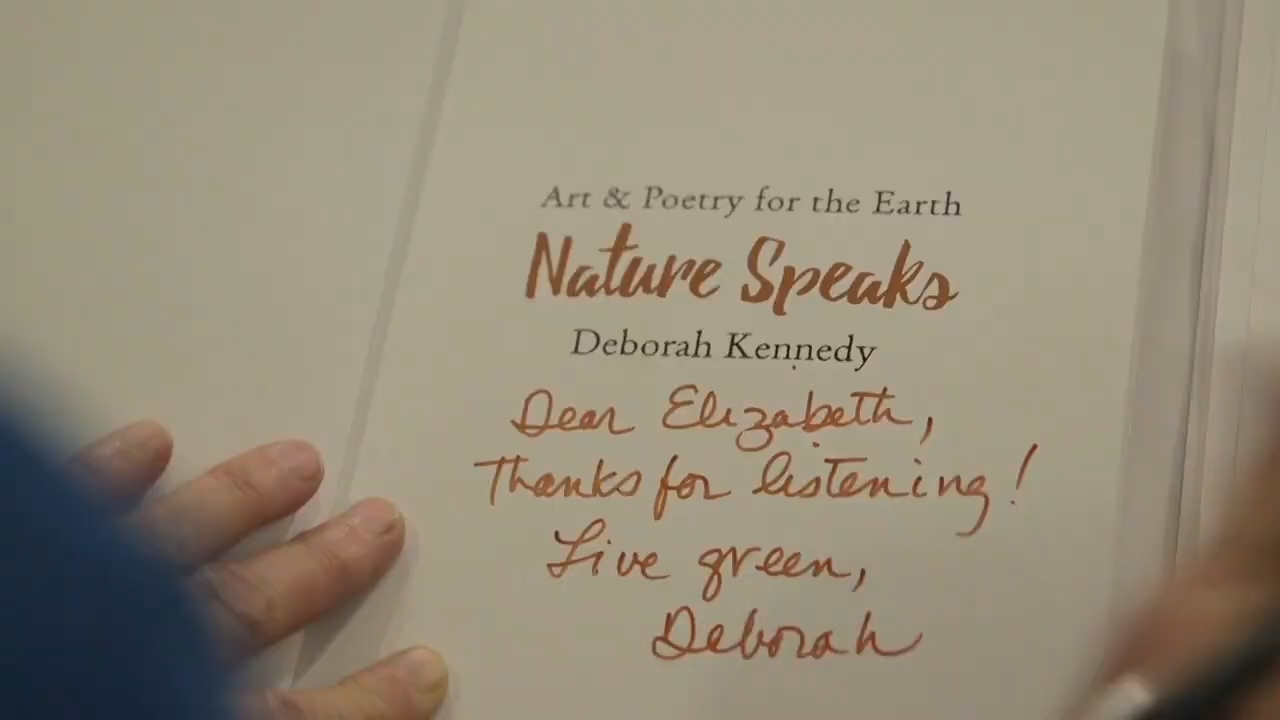 Art & Poetry for the Earth
Nature Speaks
Deborah Kennedy
Dear Elizabeth,
Thanks for listening!
Live green,
Deborah